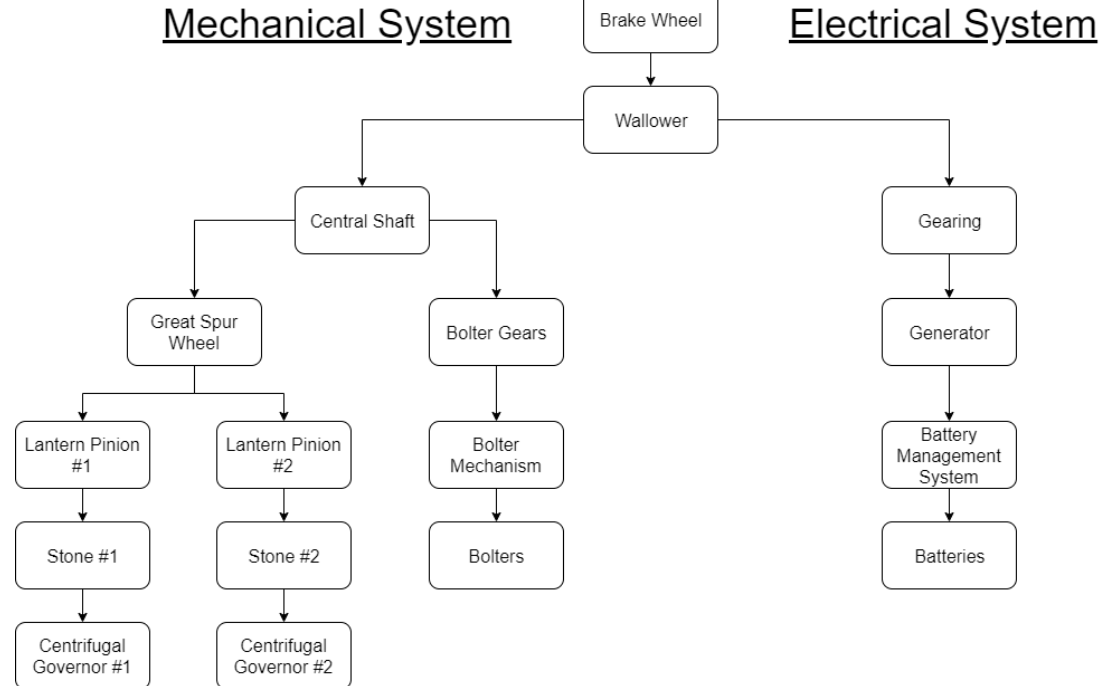 Mechanical System
Brake Wheel
Electrical System
Wallower
Central Shaft
Gearing
Great Spur
Wheel
Bolter Gears
Generator
Lantern Pinion
#1
Lantern Pinion
#2
Bolter
Mechanism
Battery
Management
System
Stone #1
Stone #2
Bolters
Batteries
Centrifugal
Governor #1
Centrifugal
Governor #2